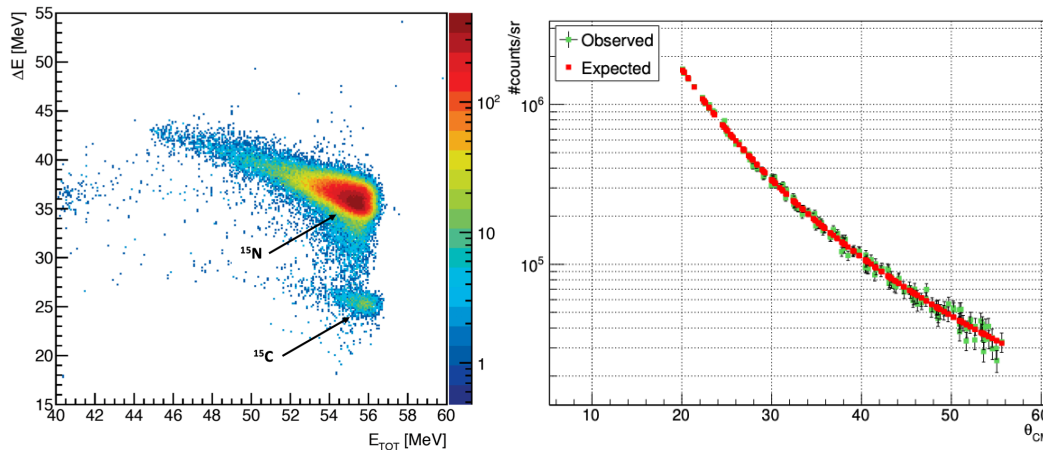 ΔE [MeV]
55
50
45
40
35
30
25
20
15
¹⁵N
¹⁵C
40 42 44 46 48 50 52 54 56 58 60
E_TOT [MeV]
10²
10
1
#counts/sr
Observed
Expected
10⁶
10⁵
10 20 30 40 50 60